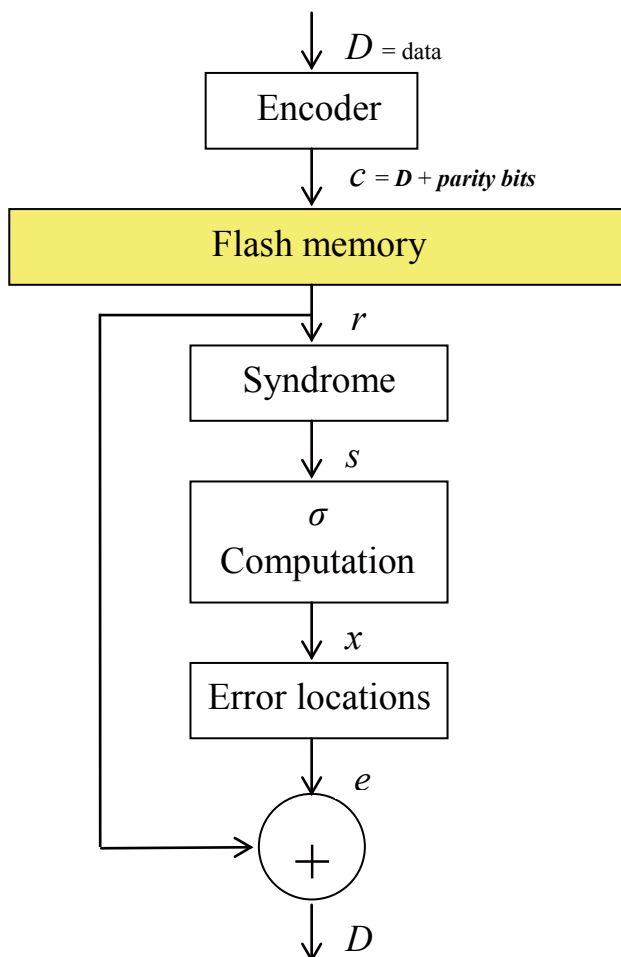 D = data
Encoder
C = D + parity bits
Flash memory
r
Syndrome
s
σ
Computation
x
Error locations
e
+
D